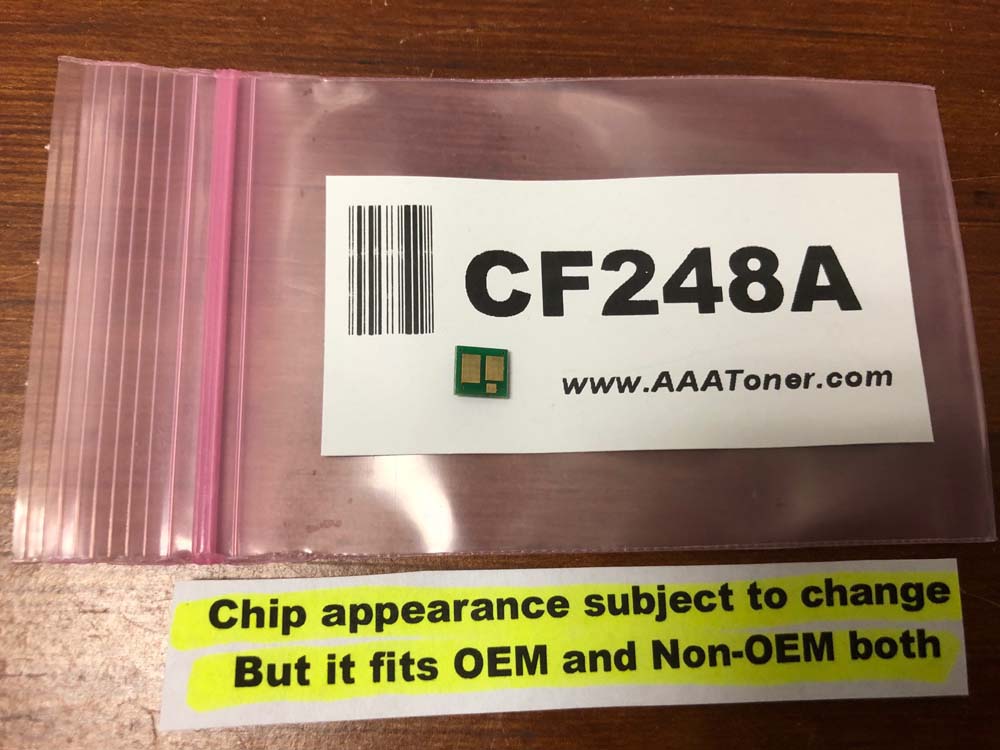 CF248A
www.AAAToner.com
Chip appearance subject to change
But it fits OEM and Non-OEM both